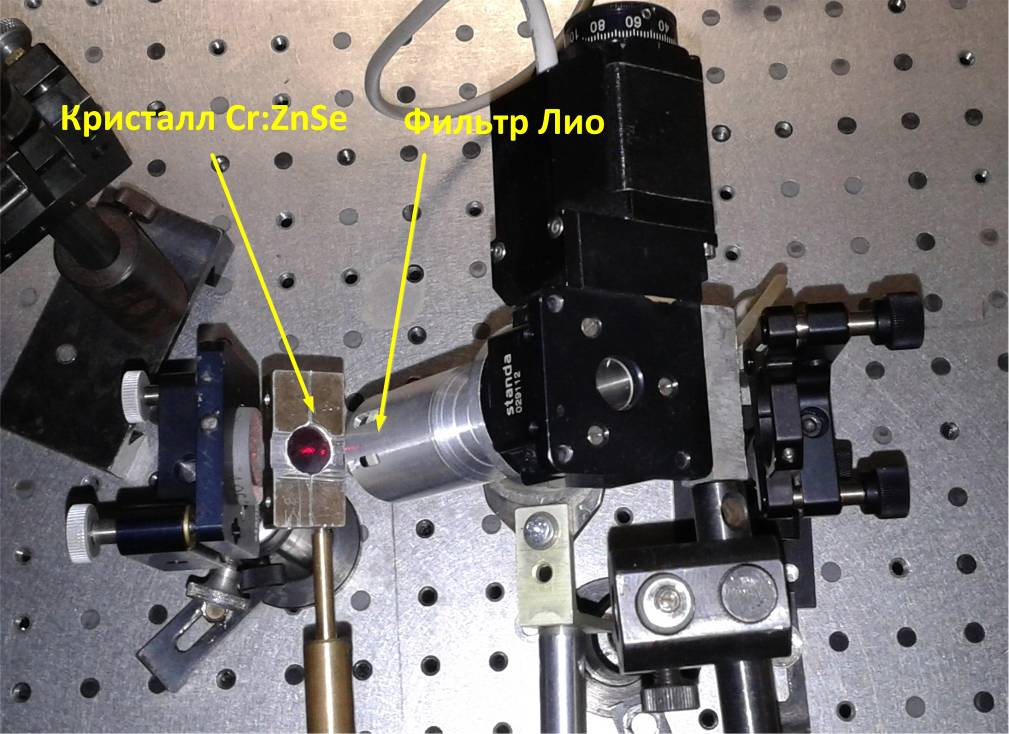 80 60 40
Кристалл Cr:ZnSe
Фильтр Лио
standa
029112